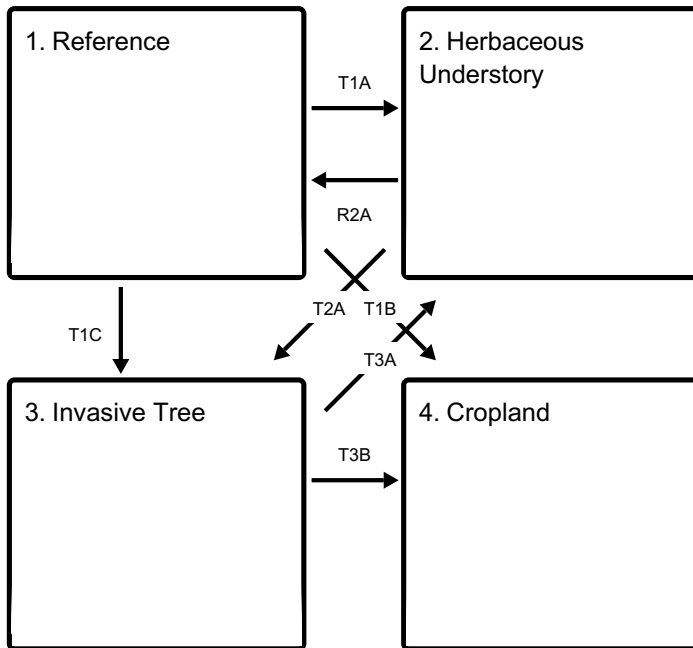 1. Reference
2. Herbaceous
Understory
T1A
R2A
T2A
T1B
T1C
T3A
3. Invasive Tree
4. Cropland
T3B